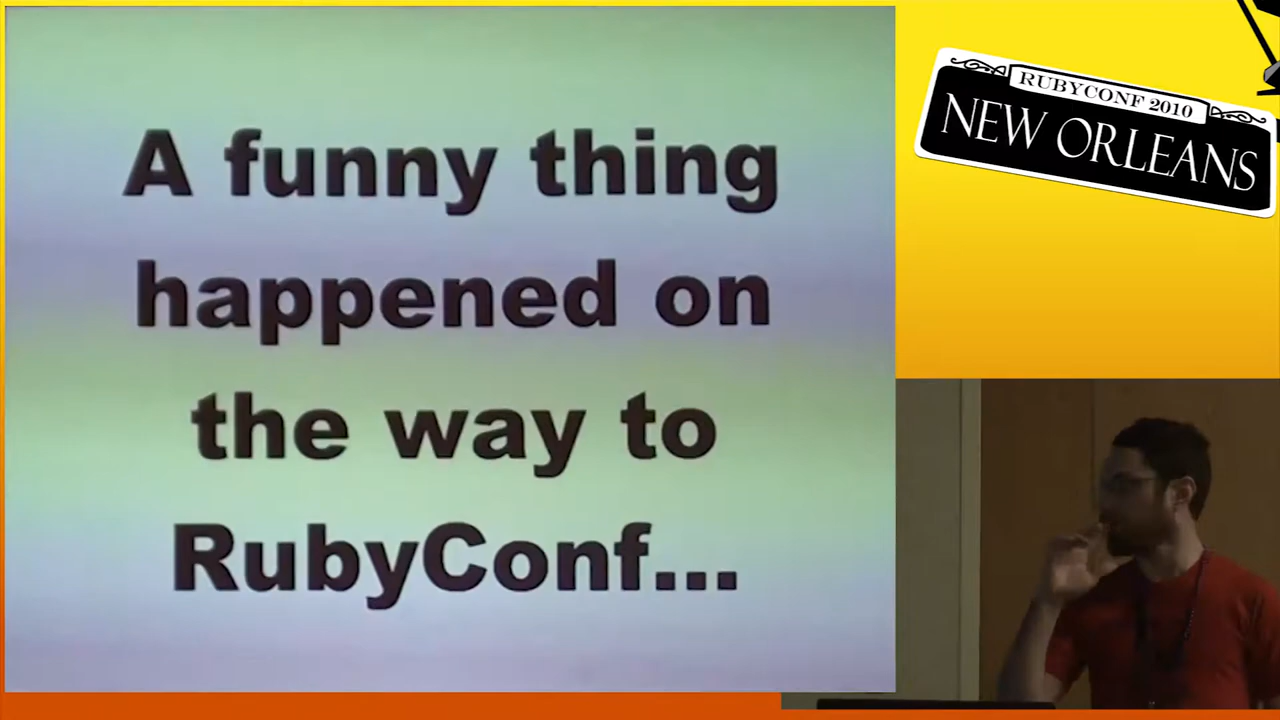 A funny thing
happened on
the way to
RubyConf...
RUBYCONF 2010
NEW ORLEANS